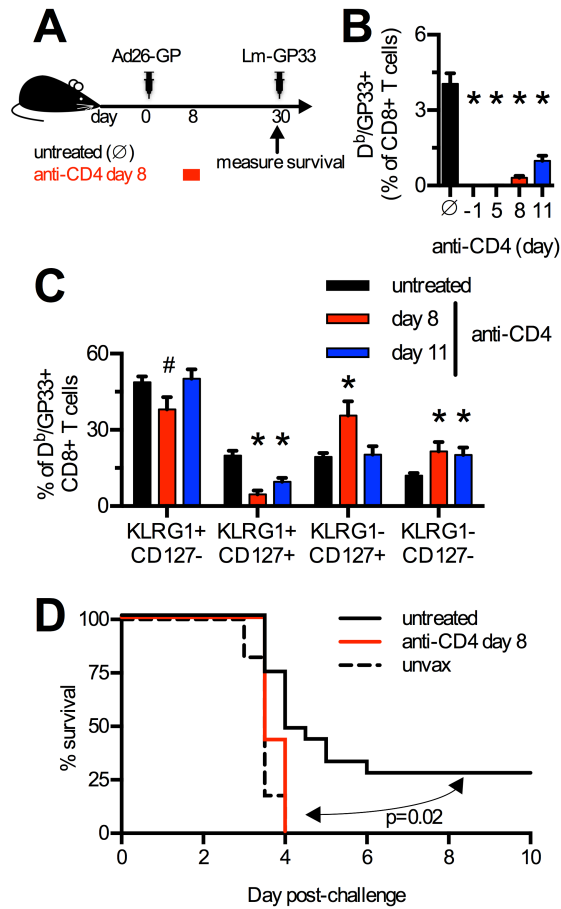 A
Ad26-GP
Lm-GP33
day
0
8
30
measure survival
untreated (∅)
anti-CD4 day 8
B
Dᵇ/GP33+
(% of CD8+ T cells)
6
3
0
* * * *
∅ -1 5 8 11
anti-CD4 (day)
C
untreated
day 8
day 11
anti-CD4
% of Dᵇ/GP33+
CD8+ T cells
60
30
0
#
* *
*
* *
KLRG1+
CD127-
KLRG1+
CD127+
KLRG1-
CD127+
KLRG1-
CD127-
D
untreated
anti-CD4 day 8
unvax
% survival
100
75
50
25
0
p=0.02
0 2 4 6 8 10
Day post-challenge